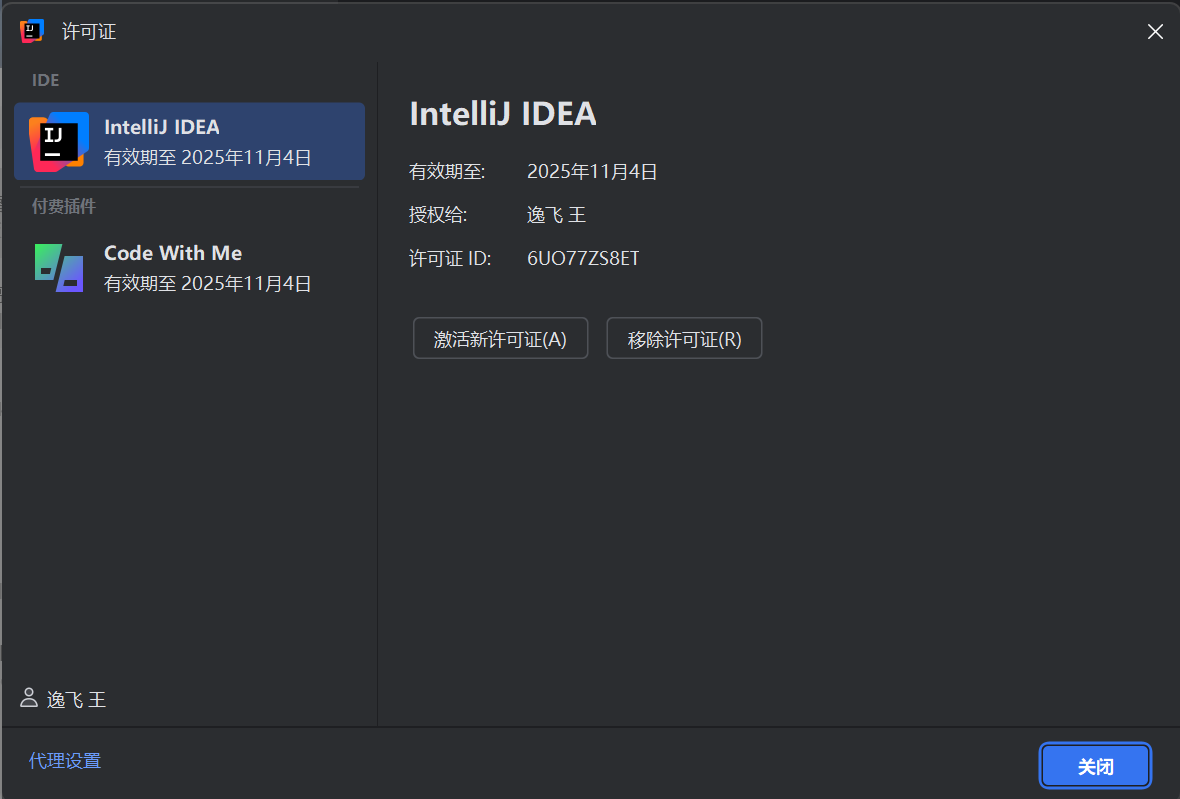 许可证
IDE
IntelliJ IDEA
有效期至 2025年11月4日
付费插件
Code With Me
有效期至 2025年11月4日
逸飞 王
IntelliJ IDEA
有效期至: 2025年11月4日
授权给: 逸飞 王
许可证 ID: 6UO77ZS8ET
激活新许可证(A) 移除许可证(R)
代理设置
关闭